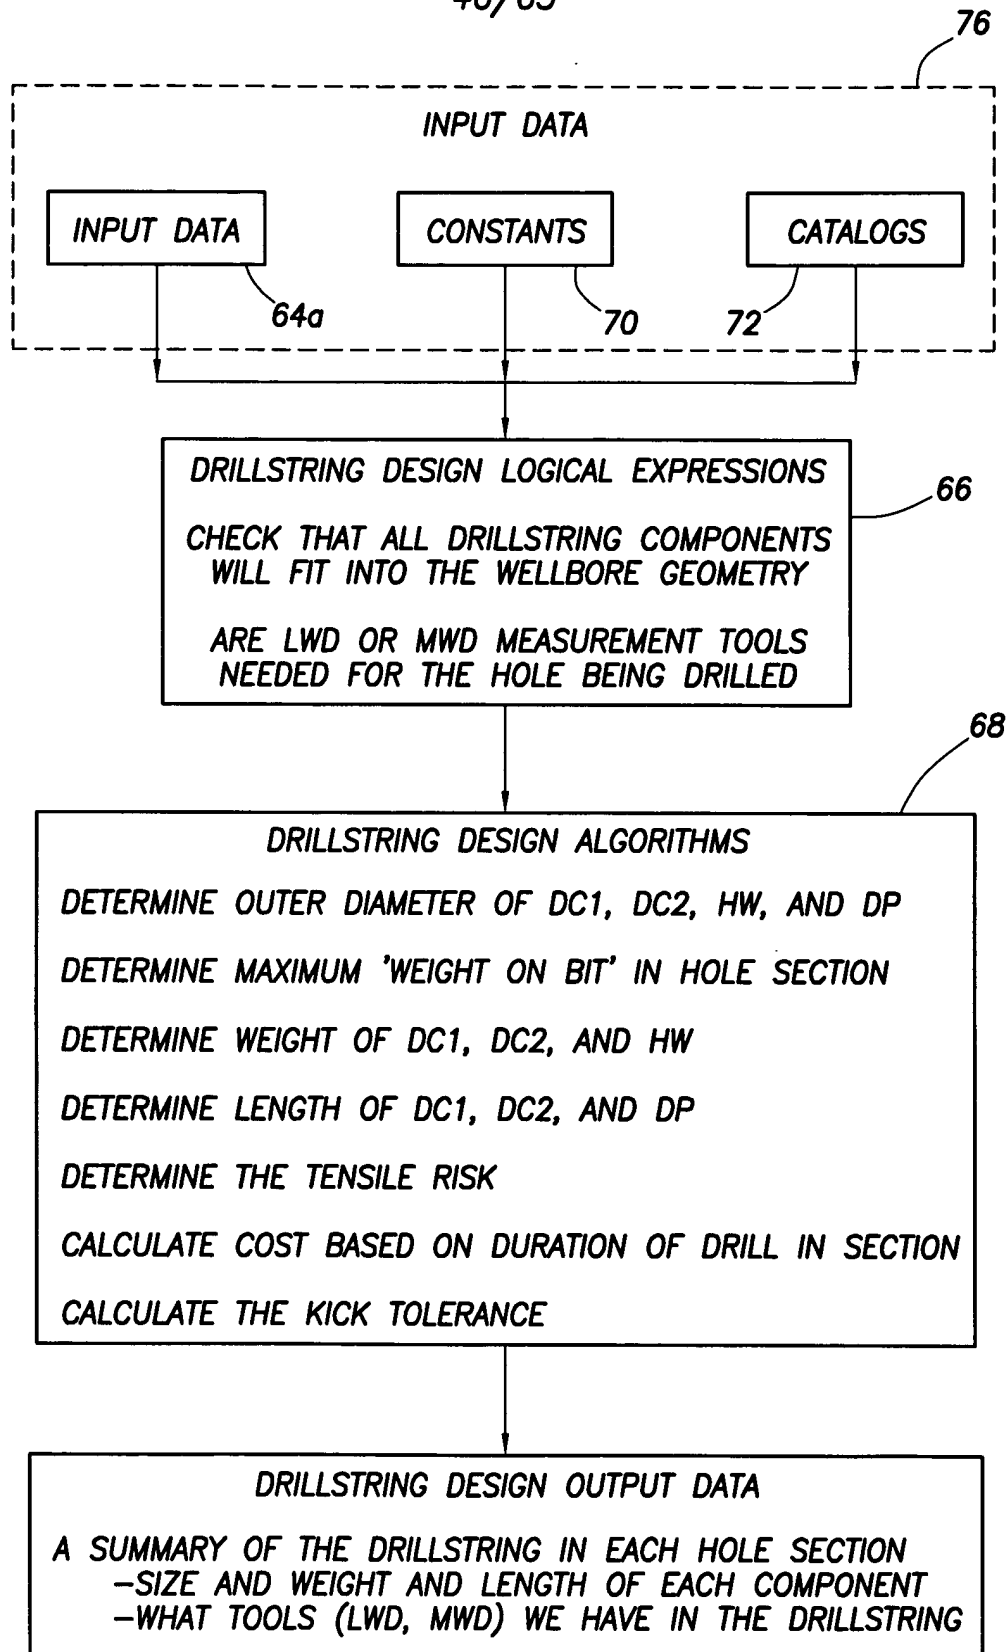 76
INPUT DATA
INPUT DATA
CONSTANTS
CATALOGS
64a
70
72
DRILLSTRING DESIGN LOGICAL EXPRESSIONS
66
CHECK THAT ALL DRILLSTRING COMPONENTS
WILL FIT INTO THE WELLBORE GEOMETRY
ARE LWD OR MWD MEASUREMENT TOOLS
NEEDED FOR THE HOLE BEING DRILLED
68
DRILLSTRING DESIGN ALGORITHMS
DETERMINE OUTER DIAMETER OF DC1, DC2, HW, AND DP
DETERMINE MAXIMUM 'WEIGHT ON BIT' IN HOLE SECTION
DETERMINE WEIGHT OF DC1, DC2, AND HW
DETERMINE LENGTH OF DC1, DC2, AND DP
DETERMINE THE TENSILE RISK
CALCULATE COST BASED ON DURATION OF DRILL IN SECTION
CALCULATE THE KICK TOLERANCE
DRILLSTRING DESIGN OUTPUT DATA
A SUMMARY OF THE DRILLSTRING IN EACH HOLE SECTION
-SIZE AND WEIGHT AND LENGTH OF EACH COMPONENT
-WHAT TOOLS (LWD, MWD) WE HAVE IN THE DRILLSTRING